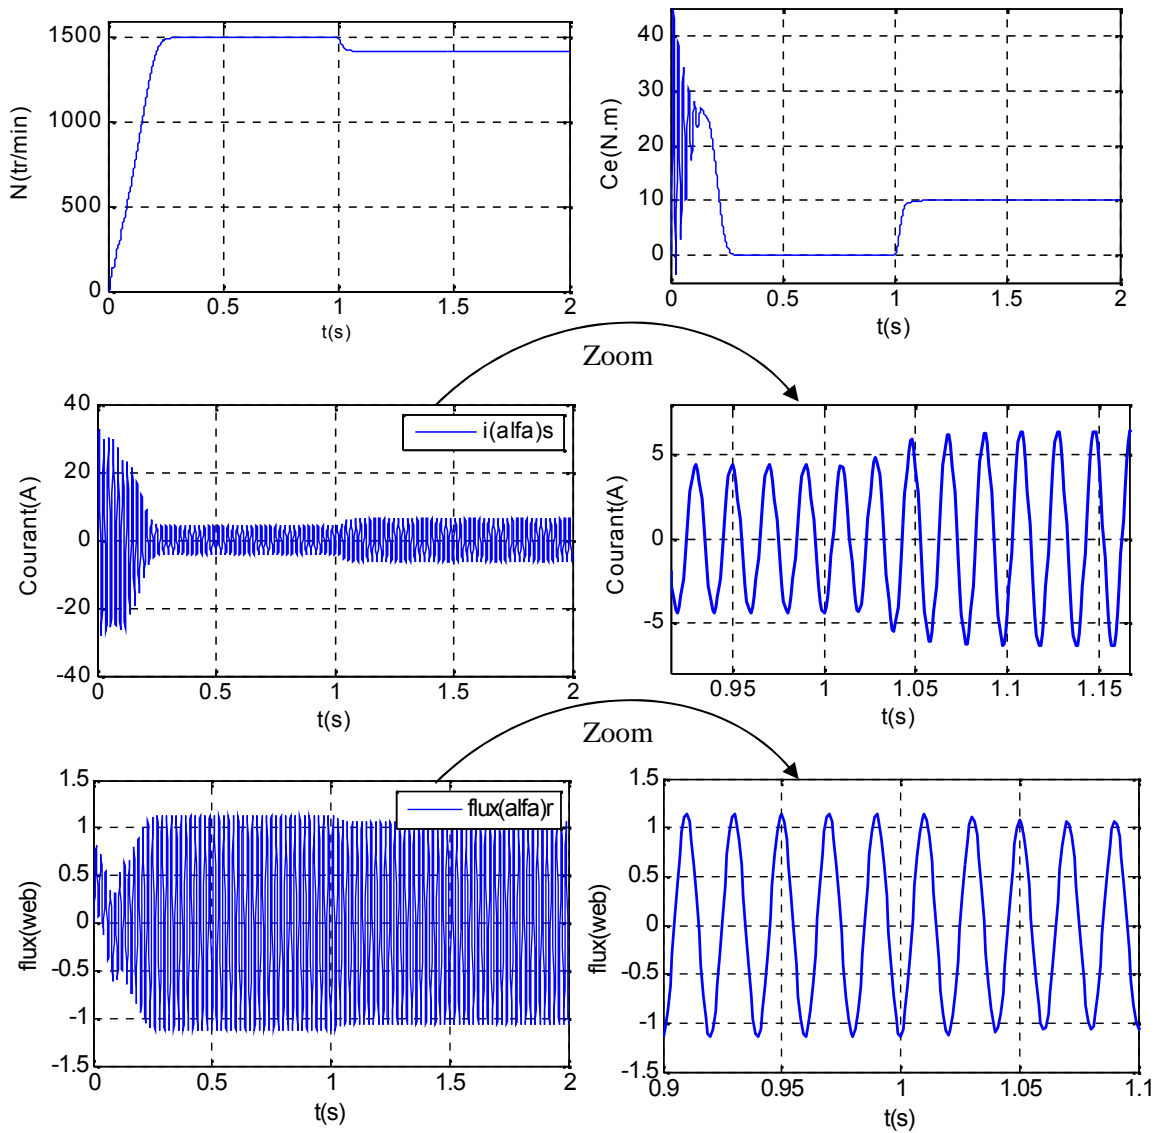 1500
1000
500
0
N(tr/min)
0 0.5 1 1.5 2
t(s)
40
30
20
10
0
Ce(N.m)
0 0.5 1 1.5 2
t(s)
Zoom
40
20
0
-20
-40
Courant(A)
i(alfa)s
0 0.5 1 1.5 2
t(s)
5
0
-5
Courant(A)
0.95 1 1.05 1.1 1.15
t(s)
Zoom
1.5
1
0.5
0
-0.5
-1
-1.5
flux(web)
flux(alfa)r
0 0.5 1 1.5 2
t(s)
1.5
1
0.5
0
-0.5
-1
-1.5
flux(web)
0.9 0.95 1 1.05 1.1
t(s)